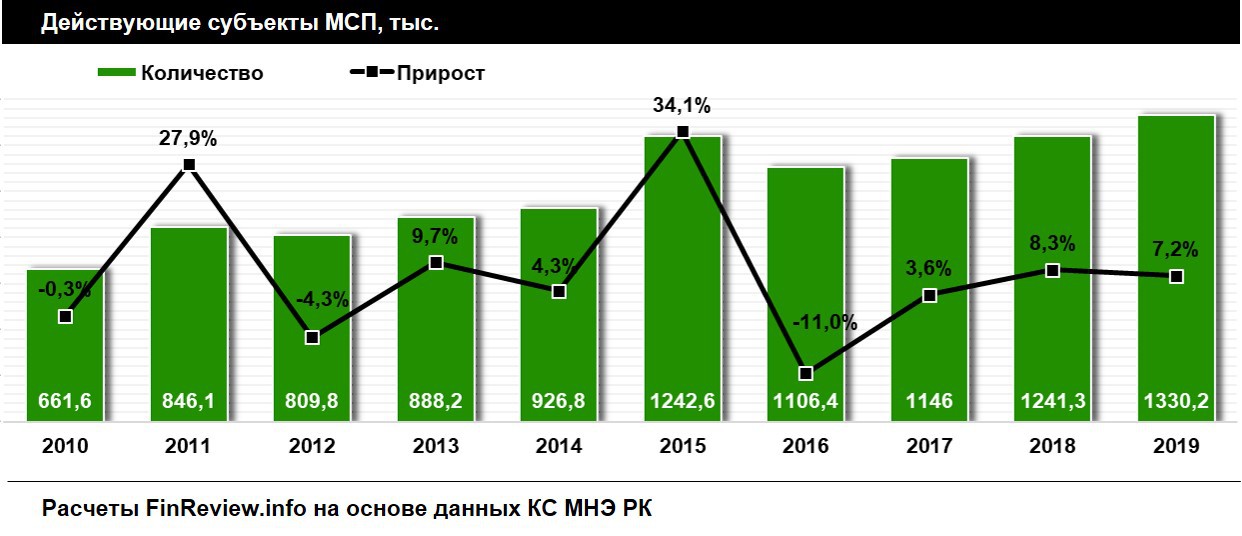 Действующие субъекты МСП, тыс.
Количество Прирост
34,1%
27,9%
9,7%
8,3%
7,2%
4,3%
3,6%
-0,3%
-4,3%
-11,0%
661,6 846,1 809,8 888,2 926,8 1242,6 1106,4 1146 1241,3 1330,2
2010 2011 2012 2013 2014 2015 2016 2017 2018 2019
Расчеты FinReview.info на основе данных КС МНЭ РК